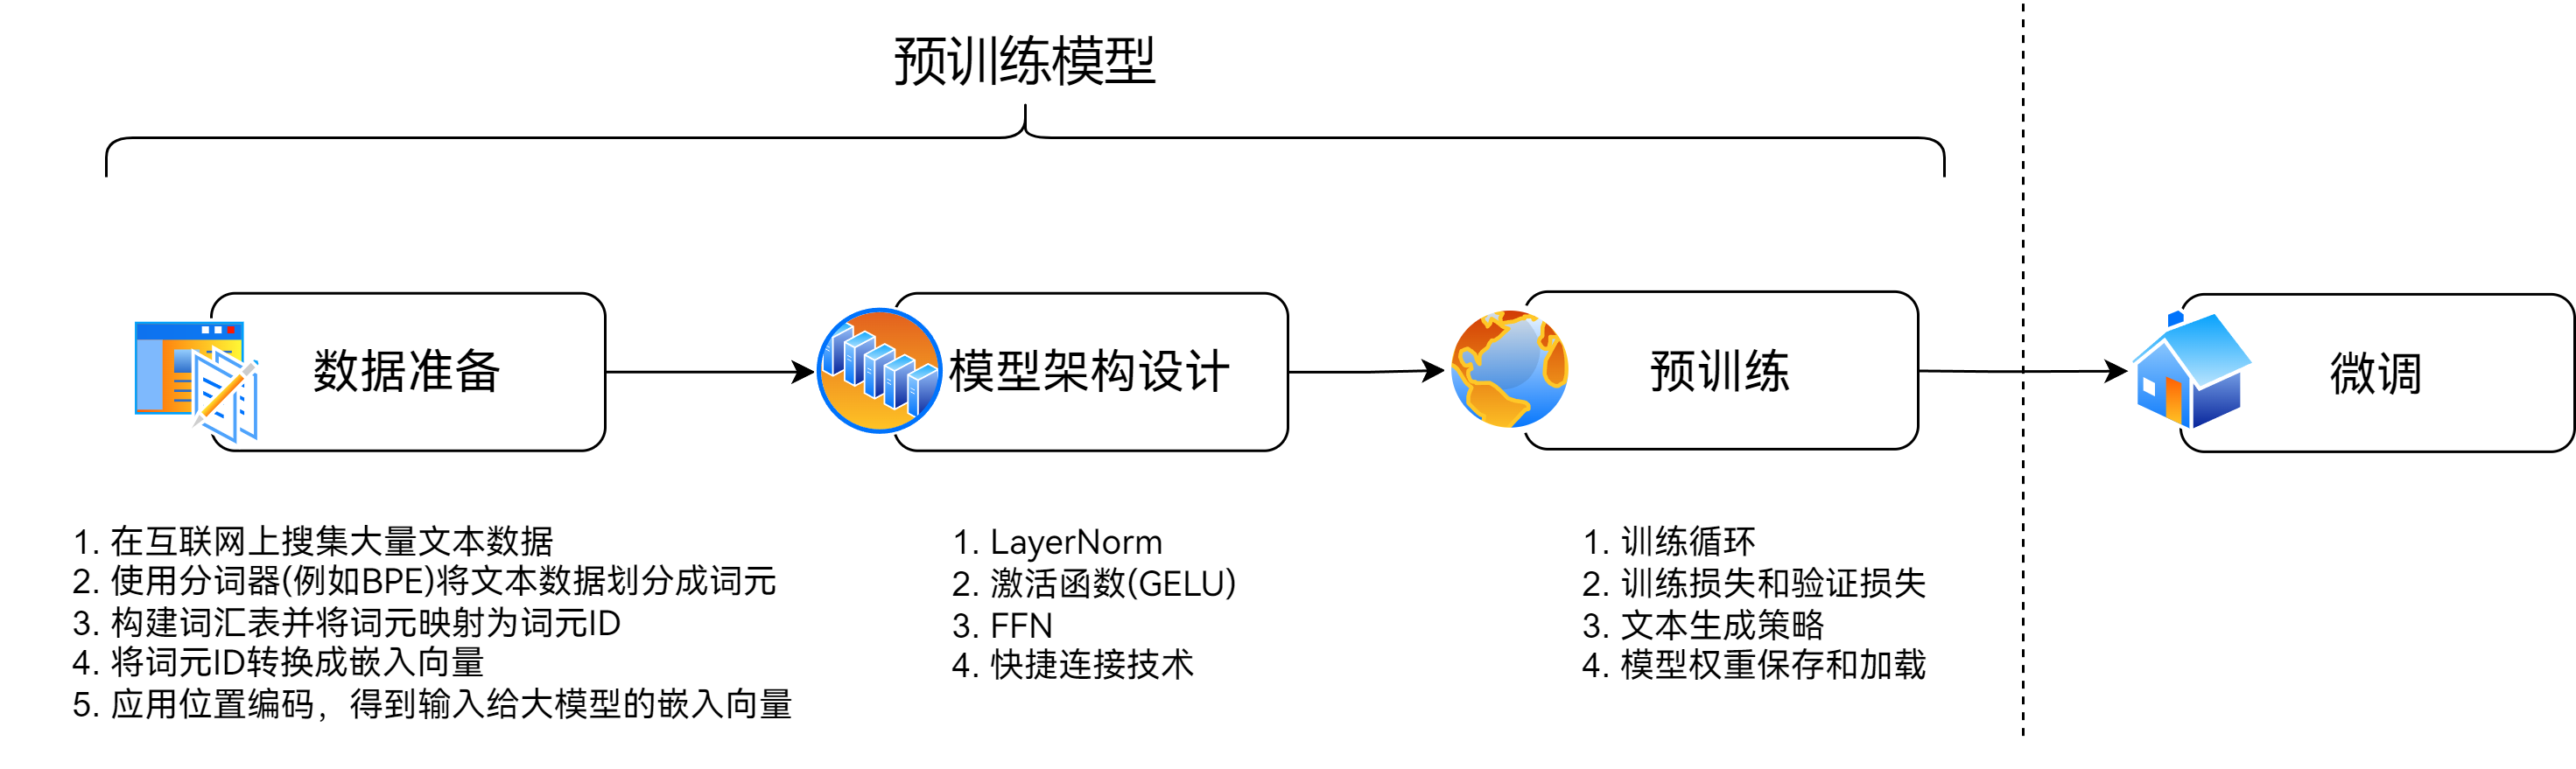 预训练模型
数据准备
模型架构设计
预训练
微调
1. 在互联网上搜集大量文本数据
2. 使用分词器(例如BPE)将文本数据划分成词元
3. 构建词汇表并将词元映射为词元ID
4. 将词元ID转换成嵌入向量
5. 应用位置编码，得到输入给大模型的嵌入向量
1. LayerNorm
2. 激活函数(GELU)
3. FFN
4. 快捷连接技术
1. 训练循环
2. 训练损失和验证损失
3. 文本生成策略
4. 模型权重保存和加载